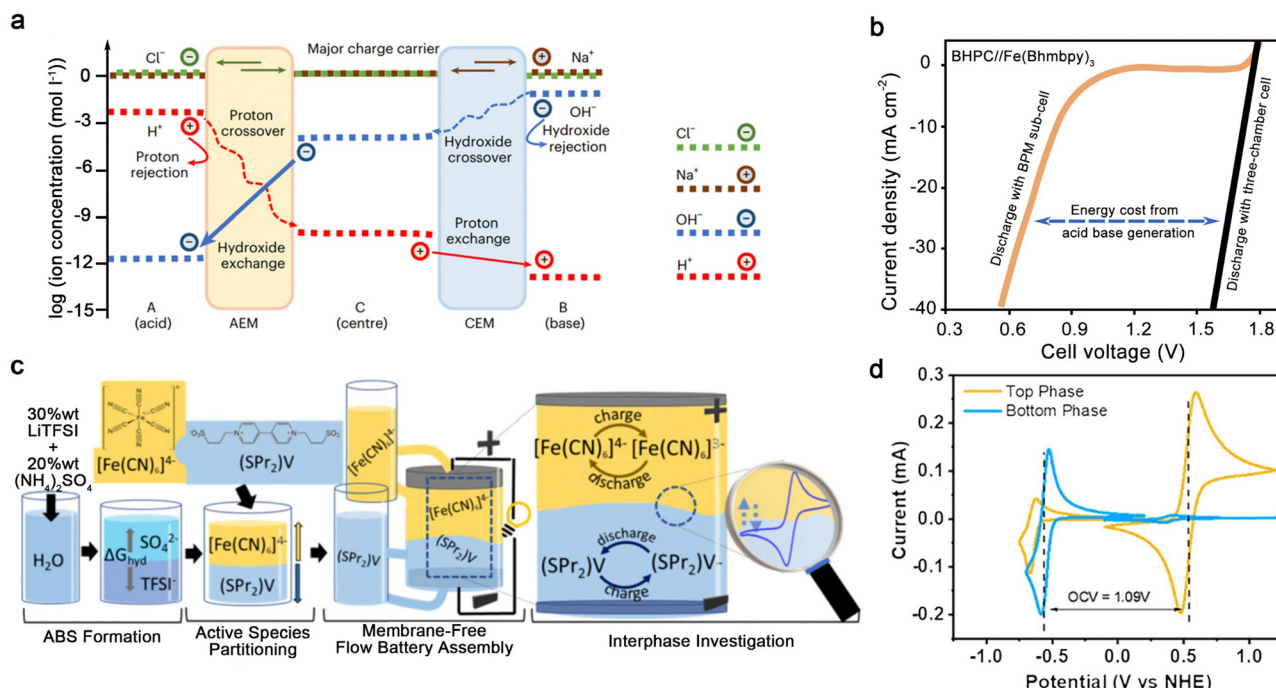 a
log (ion concentration (mol l⁻¹))
0
-3
-6
-9
-12
-15
Cl⁻
Major charge carrier
Na⁺
H⁺
Proton
crossover
OH⁻
Proton
rejection
Hydroxide
crossover
Hydroxide
rejection
Hydroxide
exchange
Proton
exchange
A
(acid)
AEM
C
(centre)
CEM
B
(base)
Cl⁻
Na⁺
OH⁻
H⁺
b
BHPC//Fe(Bhmbpy)₃
Current density (mA cm⁻²)
0
-10
-20
-30
-40
Discharge with BPM sub-cell
Energy cost from
acid base generation
Discharge with three-chamber cell
0.3 0.6 0.9 1.2 1.5 1.8
Cell voltage (V)
c
30%wt
LiTFSI
+
20%wt
(NH₄)₂SO₄
[Fe(CN)₆]⁴⁻
(SPr₂)V
H₂O
ΔG_hyd
SO₄²⁻
TFSI⁻
[Fe(CN)₆]⁴⁻
(SPr₂)V
[Fe(CN)₆]⁴⁻
(SPr₂)V
[Fe(CN)₆]⁴⁻
(SPr₂)V
charge
[Fe(CN)₆]⁴⁻ [Fe(CN)₆]³⁻
discharge
discharge
(SPr₂)V (SPr₂)V⁻
charge
ABS Formation
Active Species
Partitioning
Membrane-Free
Flow Battery Assembly
Interphase Investigation
d
Top Phase
Bottom Phase
Current (mA)
0.3
0.2
0.1
0.0
-0.1
-0.2
OCV = 1.09V
-1.0 -0.5 0.0 0.5 1.0
Potential (V vs NHE)